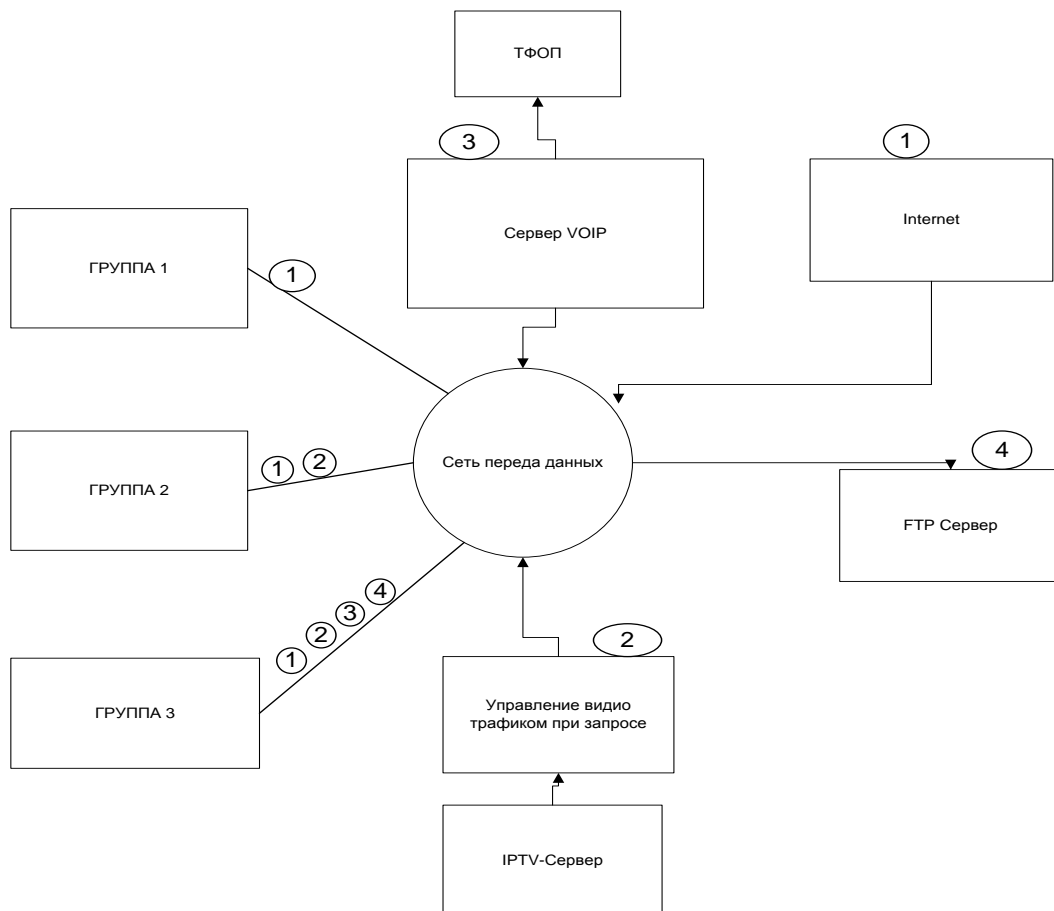 ТФОП
3
1
Сервер VOIP
Internet
ГРУППА 1
1
Сеть переда данных
4
1
2
ГРУППА 2
FTP Сервер
4
3
2
1
2
ГРУППА 3
Управление видио
трафиком при запросе
IPTV-Сервер